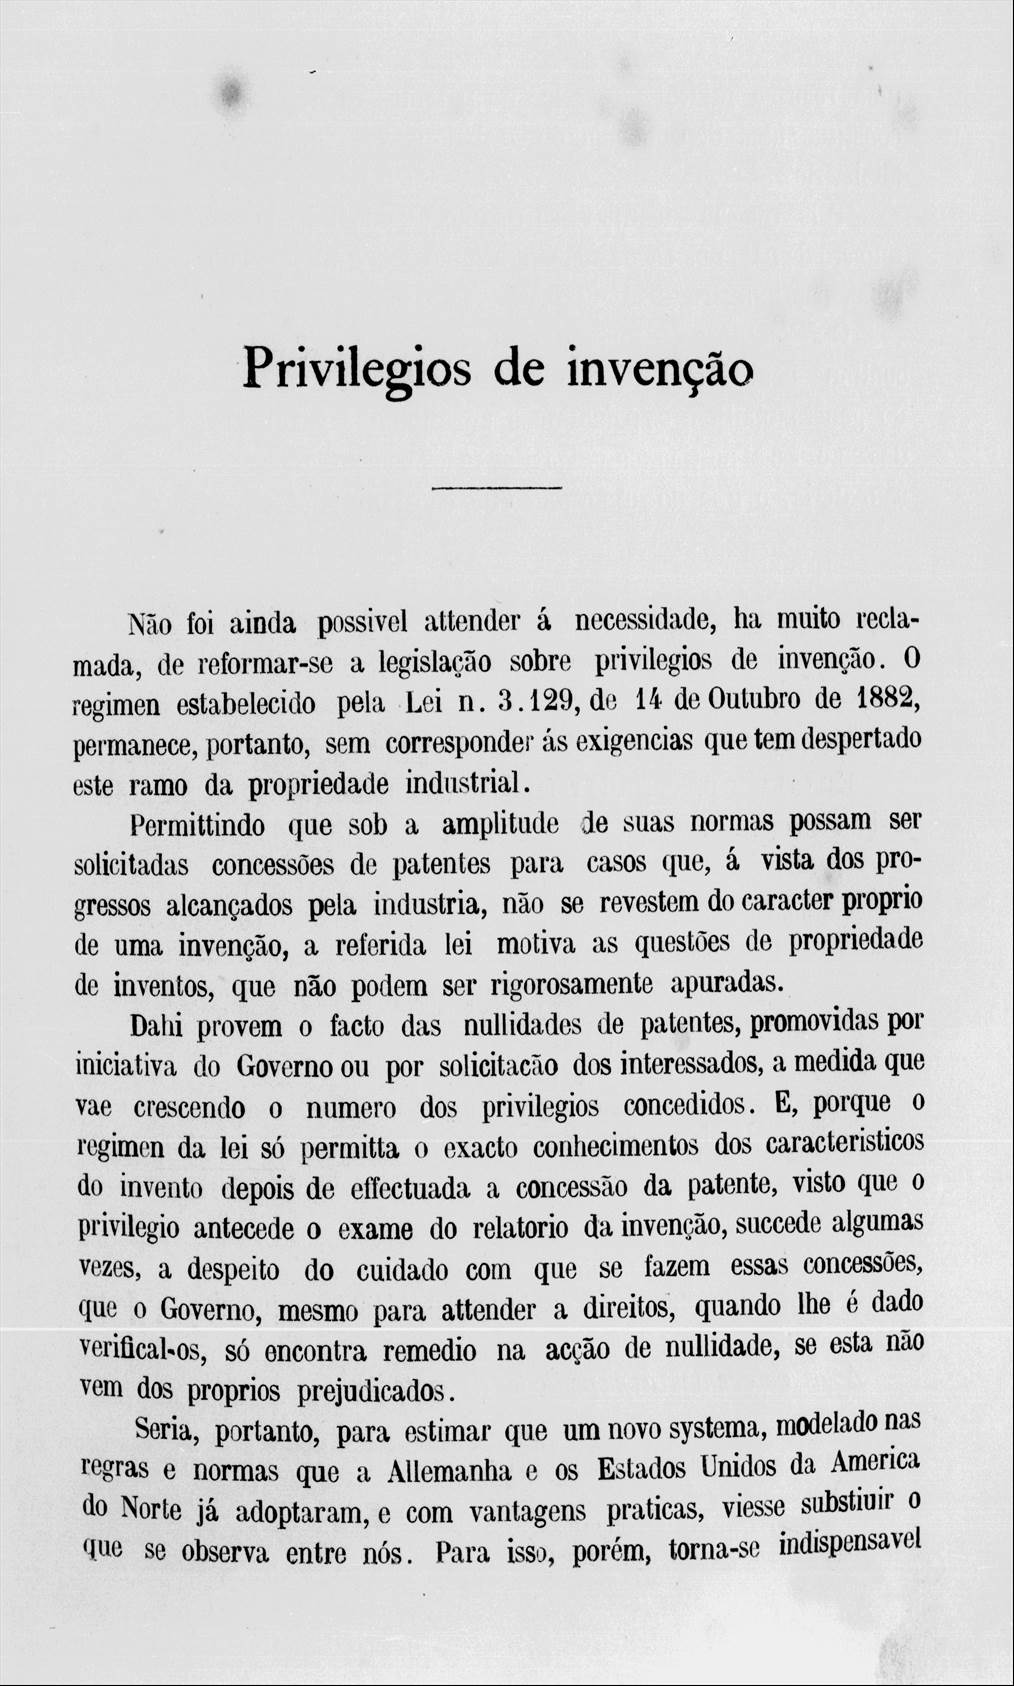 Privilegios de invenção
Não foi ainda possivel attender á necessidade, ha muito recla-
mada, de reformar-se a legislação sobre privilegios de invenção. O
regimen estabelecido pela Lei n. 3.129, de 14 de Outubro de 1882,
permanece, portanto, sem corresponder ás exigencias que tem despertado
este ramo da propriedade industrial.
Permittindo que sob a amplitude de suas normas possam ser
solicitadas concessões de patentes para casos que, á vista dos pro-
gressos alcançados pela industria, não se revestem do caracter proprio
de uma invenção, a referida lei motiva as questões de propriedade
de inventos, que não podem ser rigorosamente apuradas.
Dahi provem o facto das nullidades de patentes, promovidas por
iniciativa do Governo ou por solicitacão dos interessados, a medida que
vae crescendo o numero dos privilegios concedidos. E, porque o
regimen da lei só permitta o exacto conhecimentos dos caracteristicos
do invento depois de effectuada a concessão da patente, visto que o
privilegio antecede o exame do relatorio da invenção, succede algumas
vezes, a despeito do cuidado com que se fazem essas concessões,
que o Governo, mesmo para attender a direitos, quando lhe é dado
verifical-os, só encontra remedio na acção de nullidade, se esta não
vem dos proprios prejudicados.
Seria, portanto, para estimar que um novo systema, modelado nas
regras e normas que a Allemanha e os Estados Unidos da America
do Norte já adoptaram, e com vantagens praticas, viesse substiuir o
que se observa entre nós. Para isso, porém, torna-se indispensavel